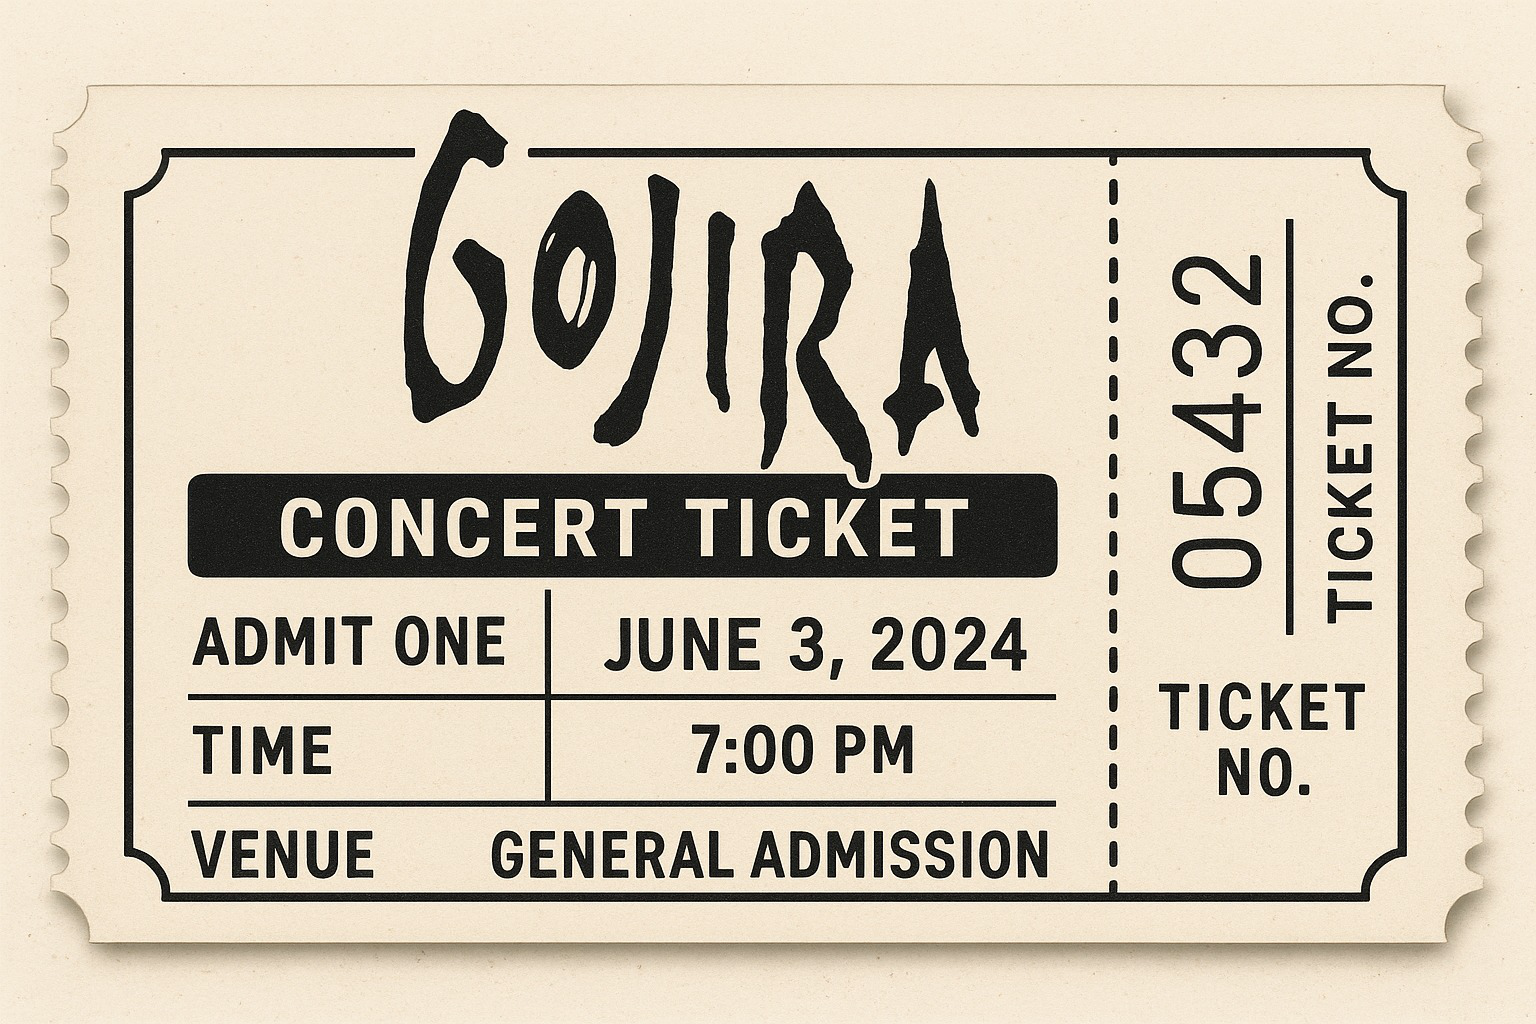 GOJIRA
CONCERT TICKET
ADMIT ONE
JUNE 3, 2024
TIME
7:00 PM
VENUE
GENERAL ADMISSION
05432
TICKET NO.
TICKET
NO.